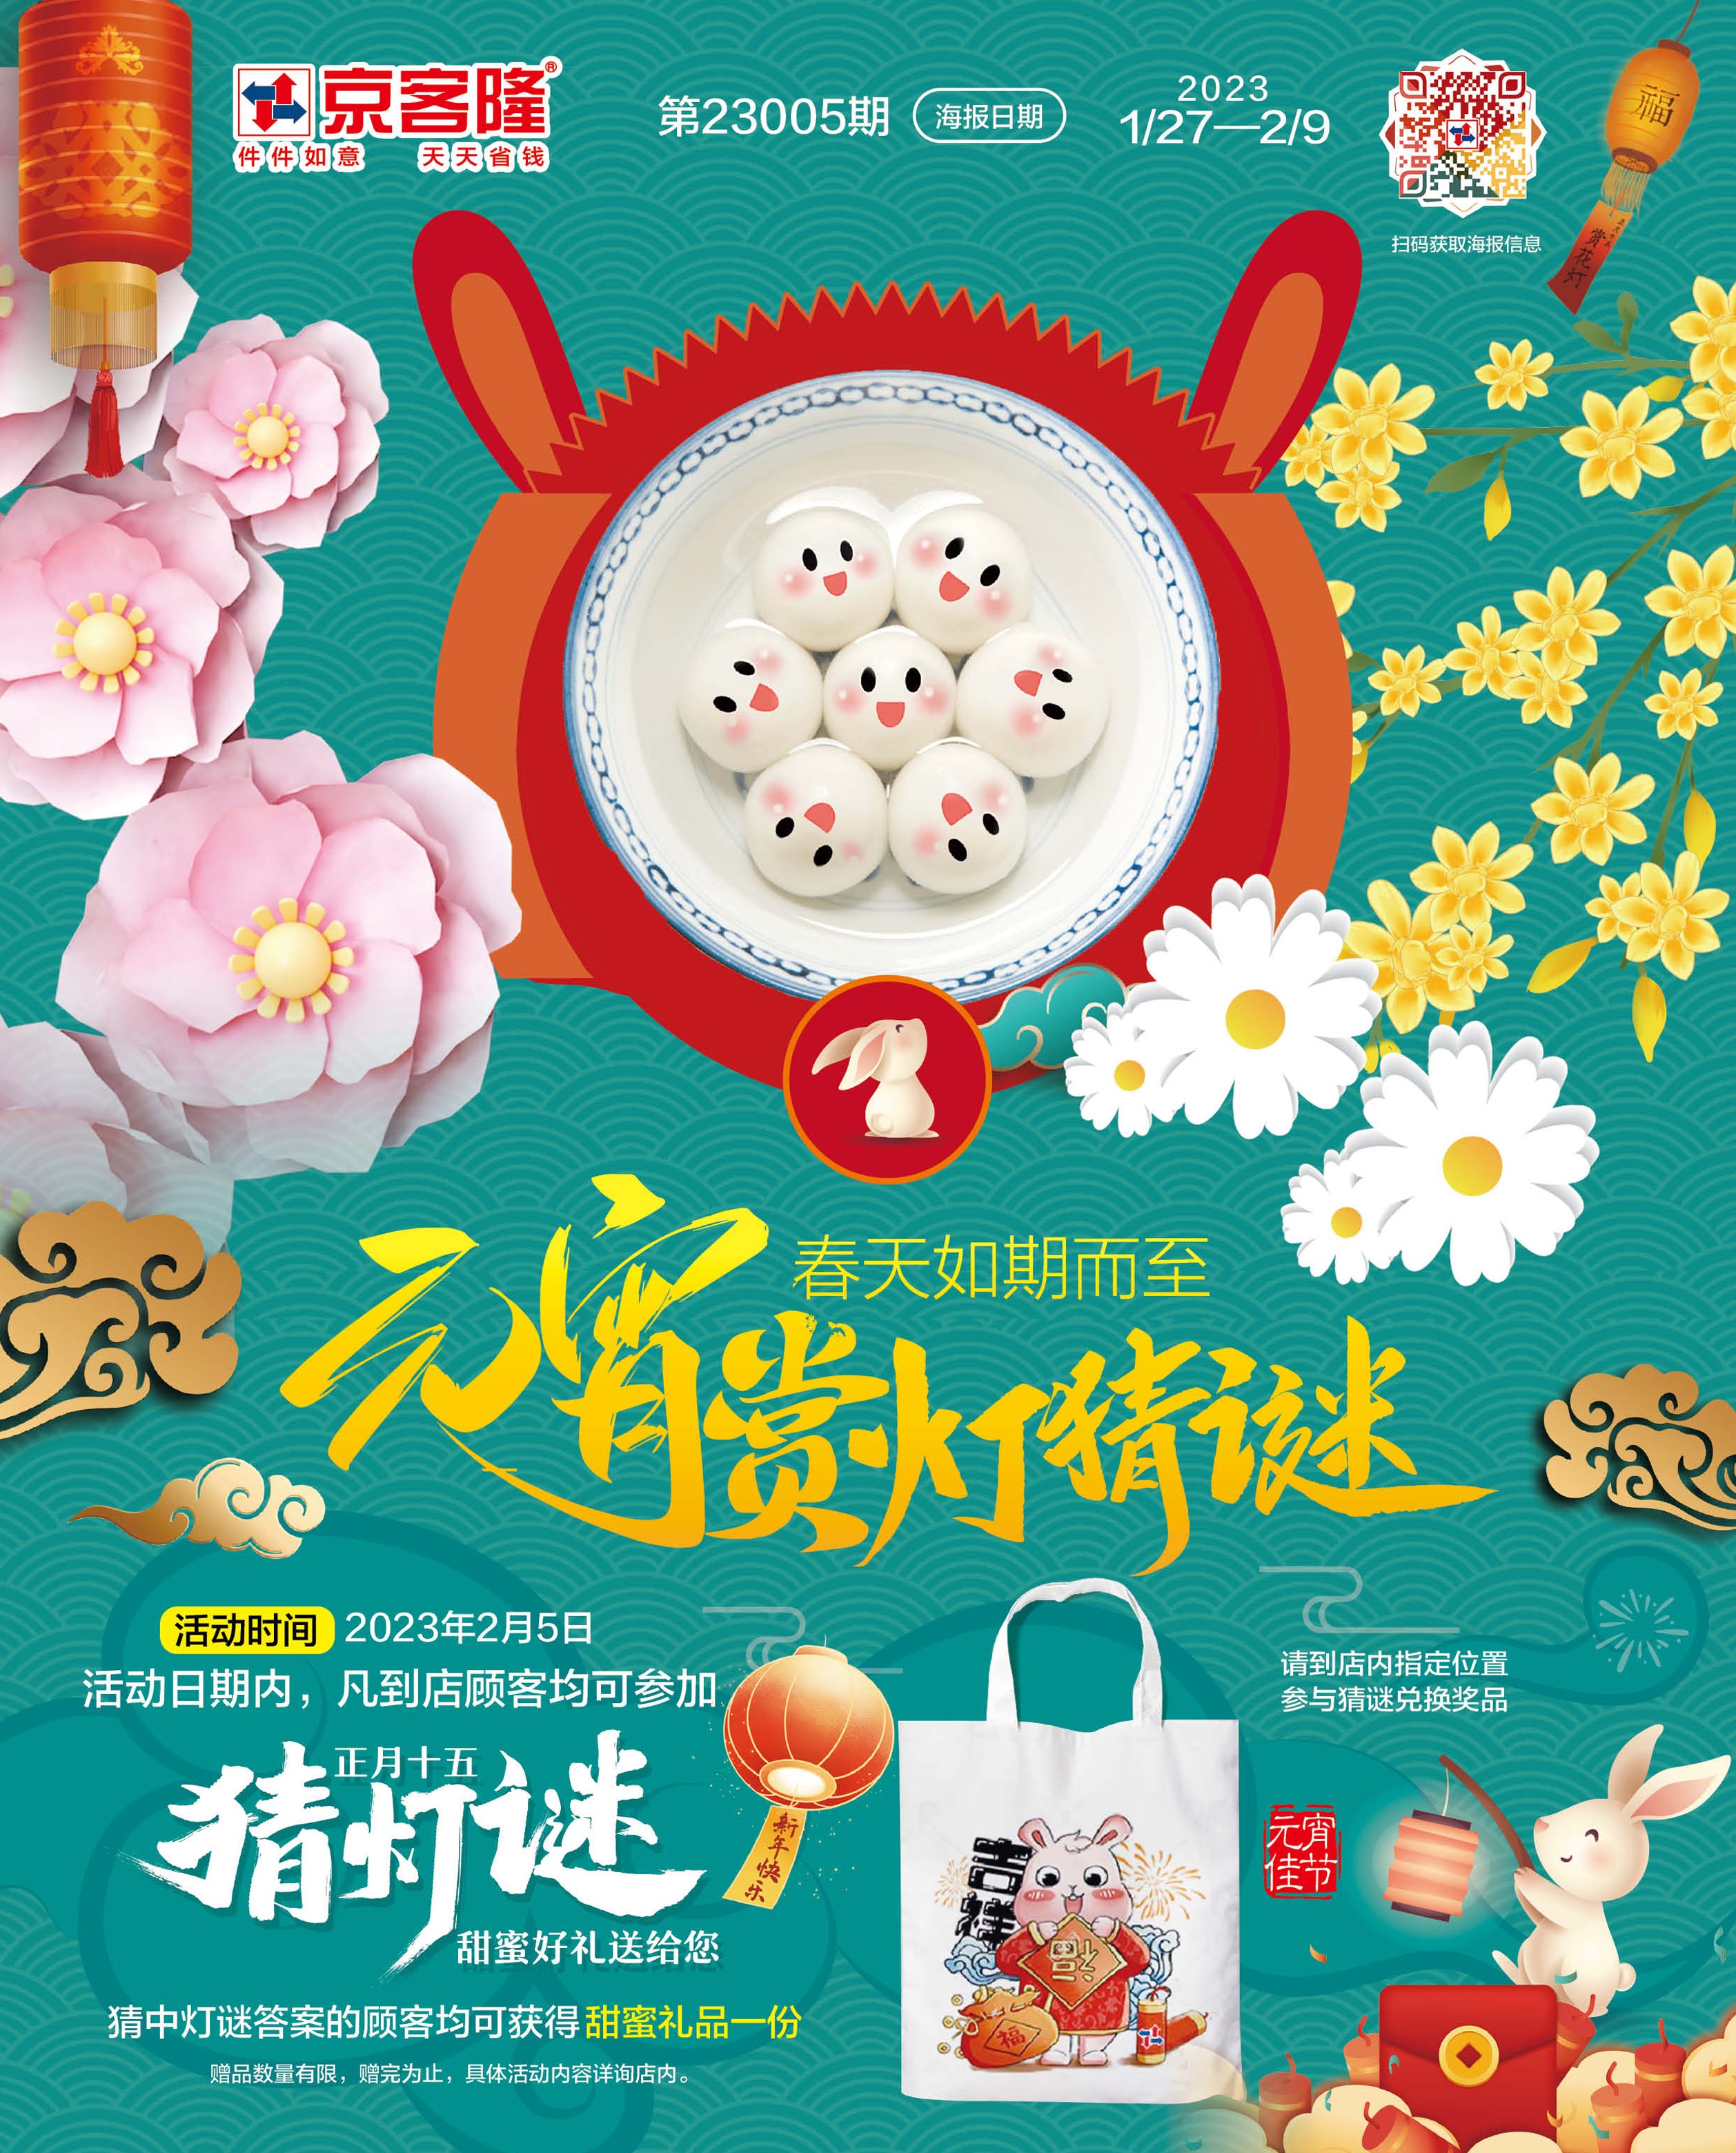 京客隆®
件件如意 天天省钱
第23005期 海报日期
2023
1/27—2/9
扫码获取海报信息
福
正月十五
赏花灯
春天如期而至
元宵赏灯猜谜
活动时间 2023年2月5日
活动日期内，凡到店顾客均可参加
正月十五
猜灯谜
甜蜜好礼送给您
猜中灯谜答案的顾客均可获得甜蜜礼品一份
赠品数量有限，赠完为止，具体活动内容详询店内。
新年快乐
吉祥
福
福
请到店内指定位置
参与猜谜兑换奖品
元宵
佳节